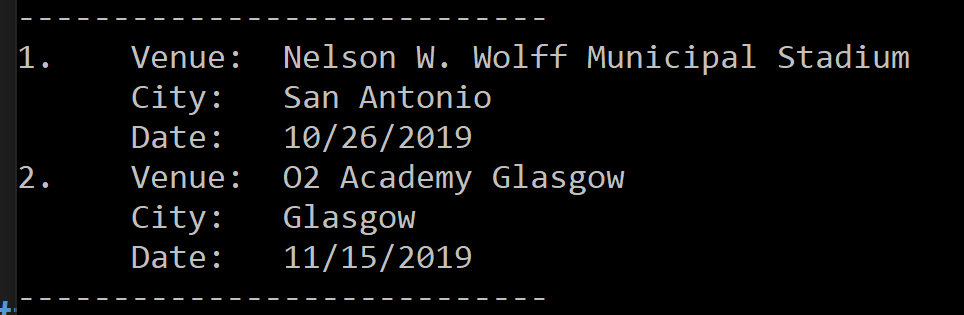 ----------------------------
1.    Venue:  Nelson W. Wolff Municipal Stadium
      City:   San Antonio
      Date:   10/26/2019
2.    Venue:  O2 Academy Glasgow
      City:   Glasgow
      Date:   11/15/2019
----------------------------